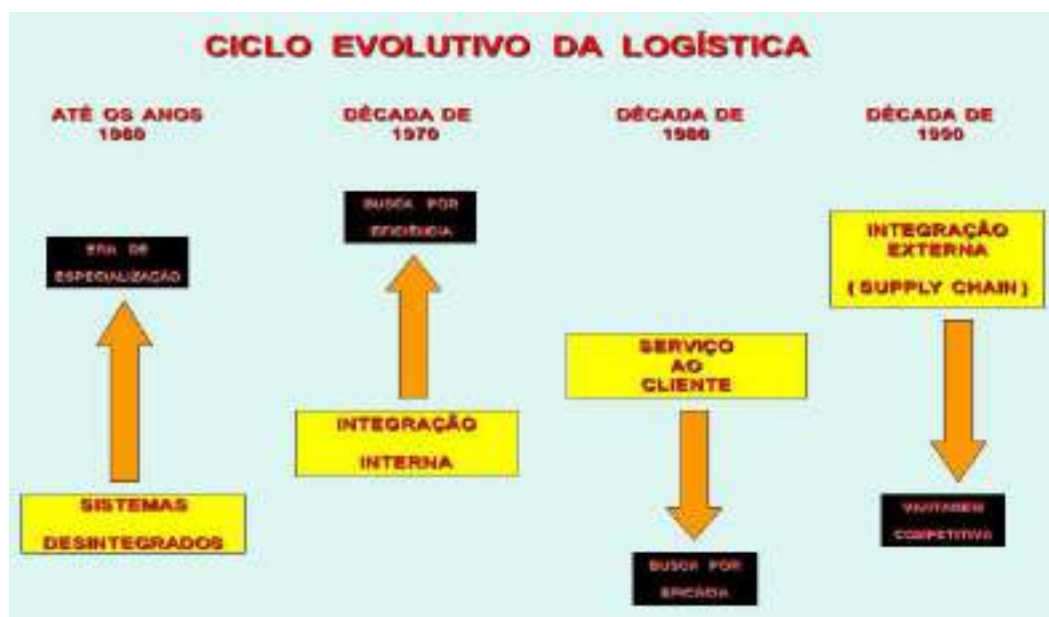 CICLO EVOLUTIVO DA LOGÍSTICA
ATÉ OS ANOS
1960
ERA DE
ESPECIALIZAÇÃO
SISTEMAS
DESINTEGRADOS
DÉCADA DE
1970
BUSCA POR
EFICIÊNCIA
INTEGRAÇÃO
INTERNA
DÉCADA DE
1980
SERVIÇO
AO
CLIENTE
BUSCA POR
EFICÁCIA
DÉCADA DE
1990
INTEGRAÇÃO
EXTERNA
( SUPPLY CHAIN )
VANTAGEM
COMPETITIVA